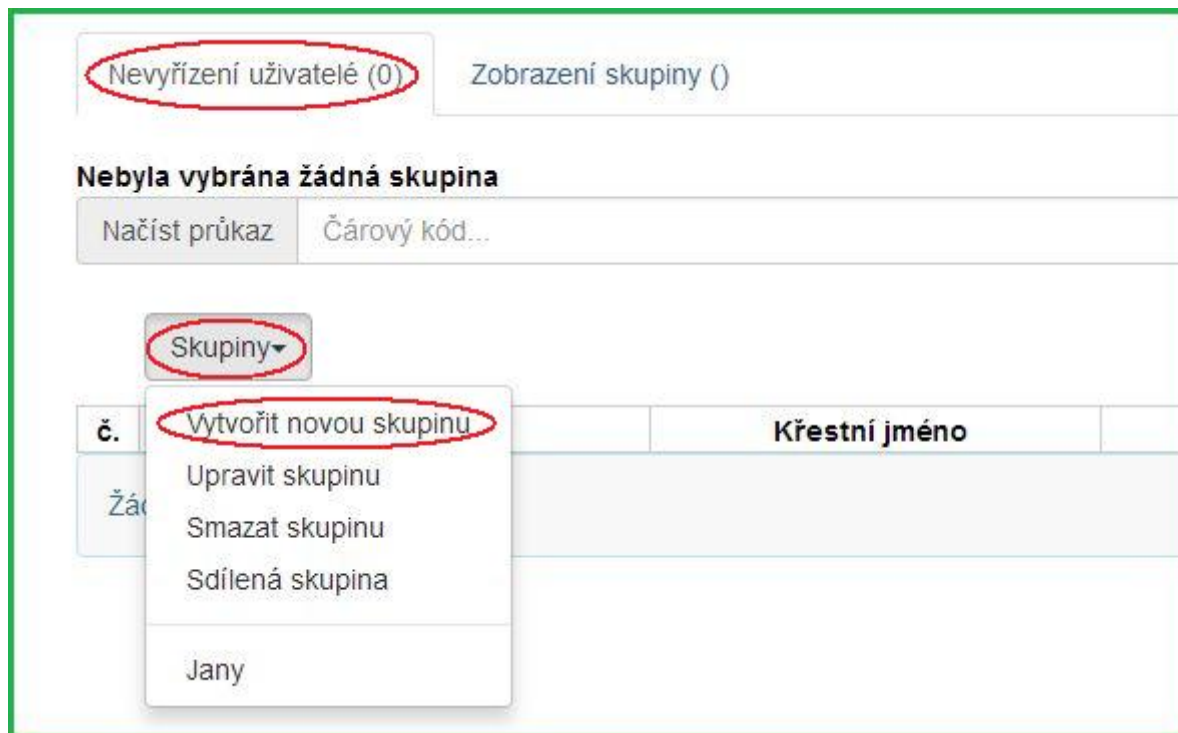 Nevyřízení uživatelé (0) Zobrazení skupiny ()
Nebyla vybrána žádná skupina
Načíst průkaz Čárový kód...
Skupiny
č. Křestní jméno
Vytvořit novou skupinu
Upravit skupinu
Smazat skupinu
Sdílená skupina
Jany